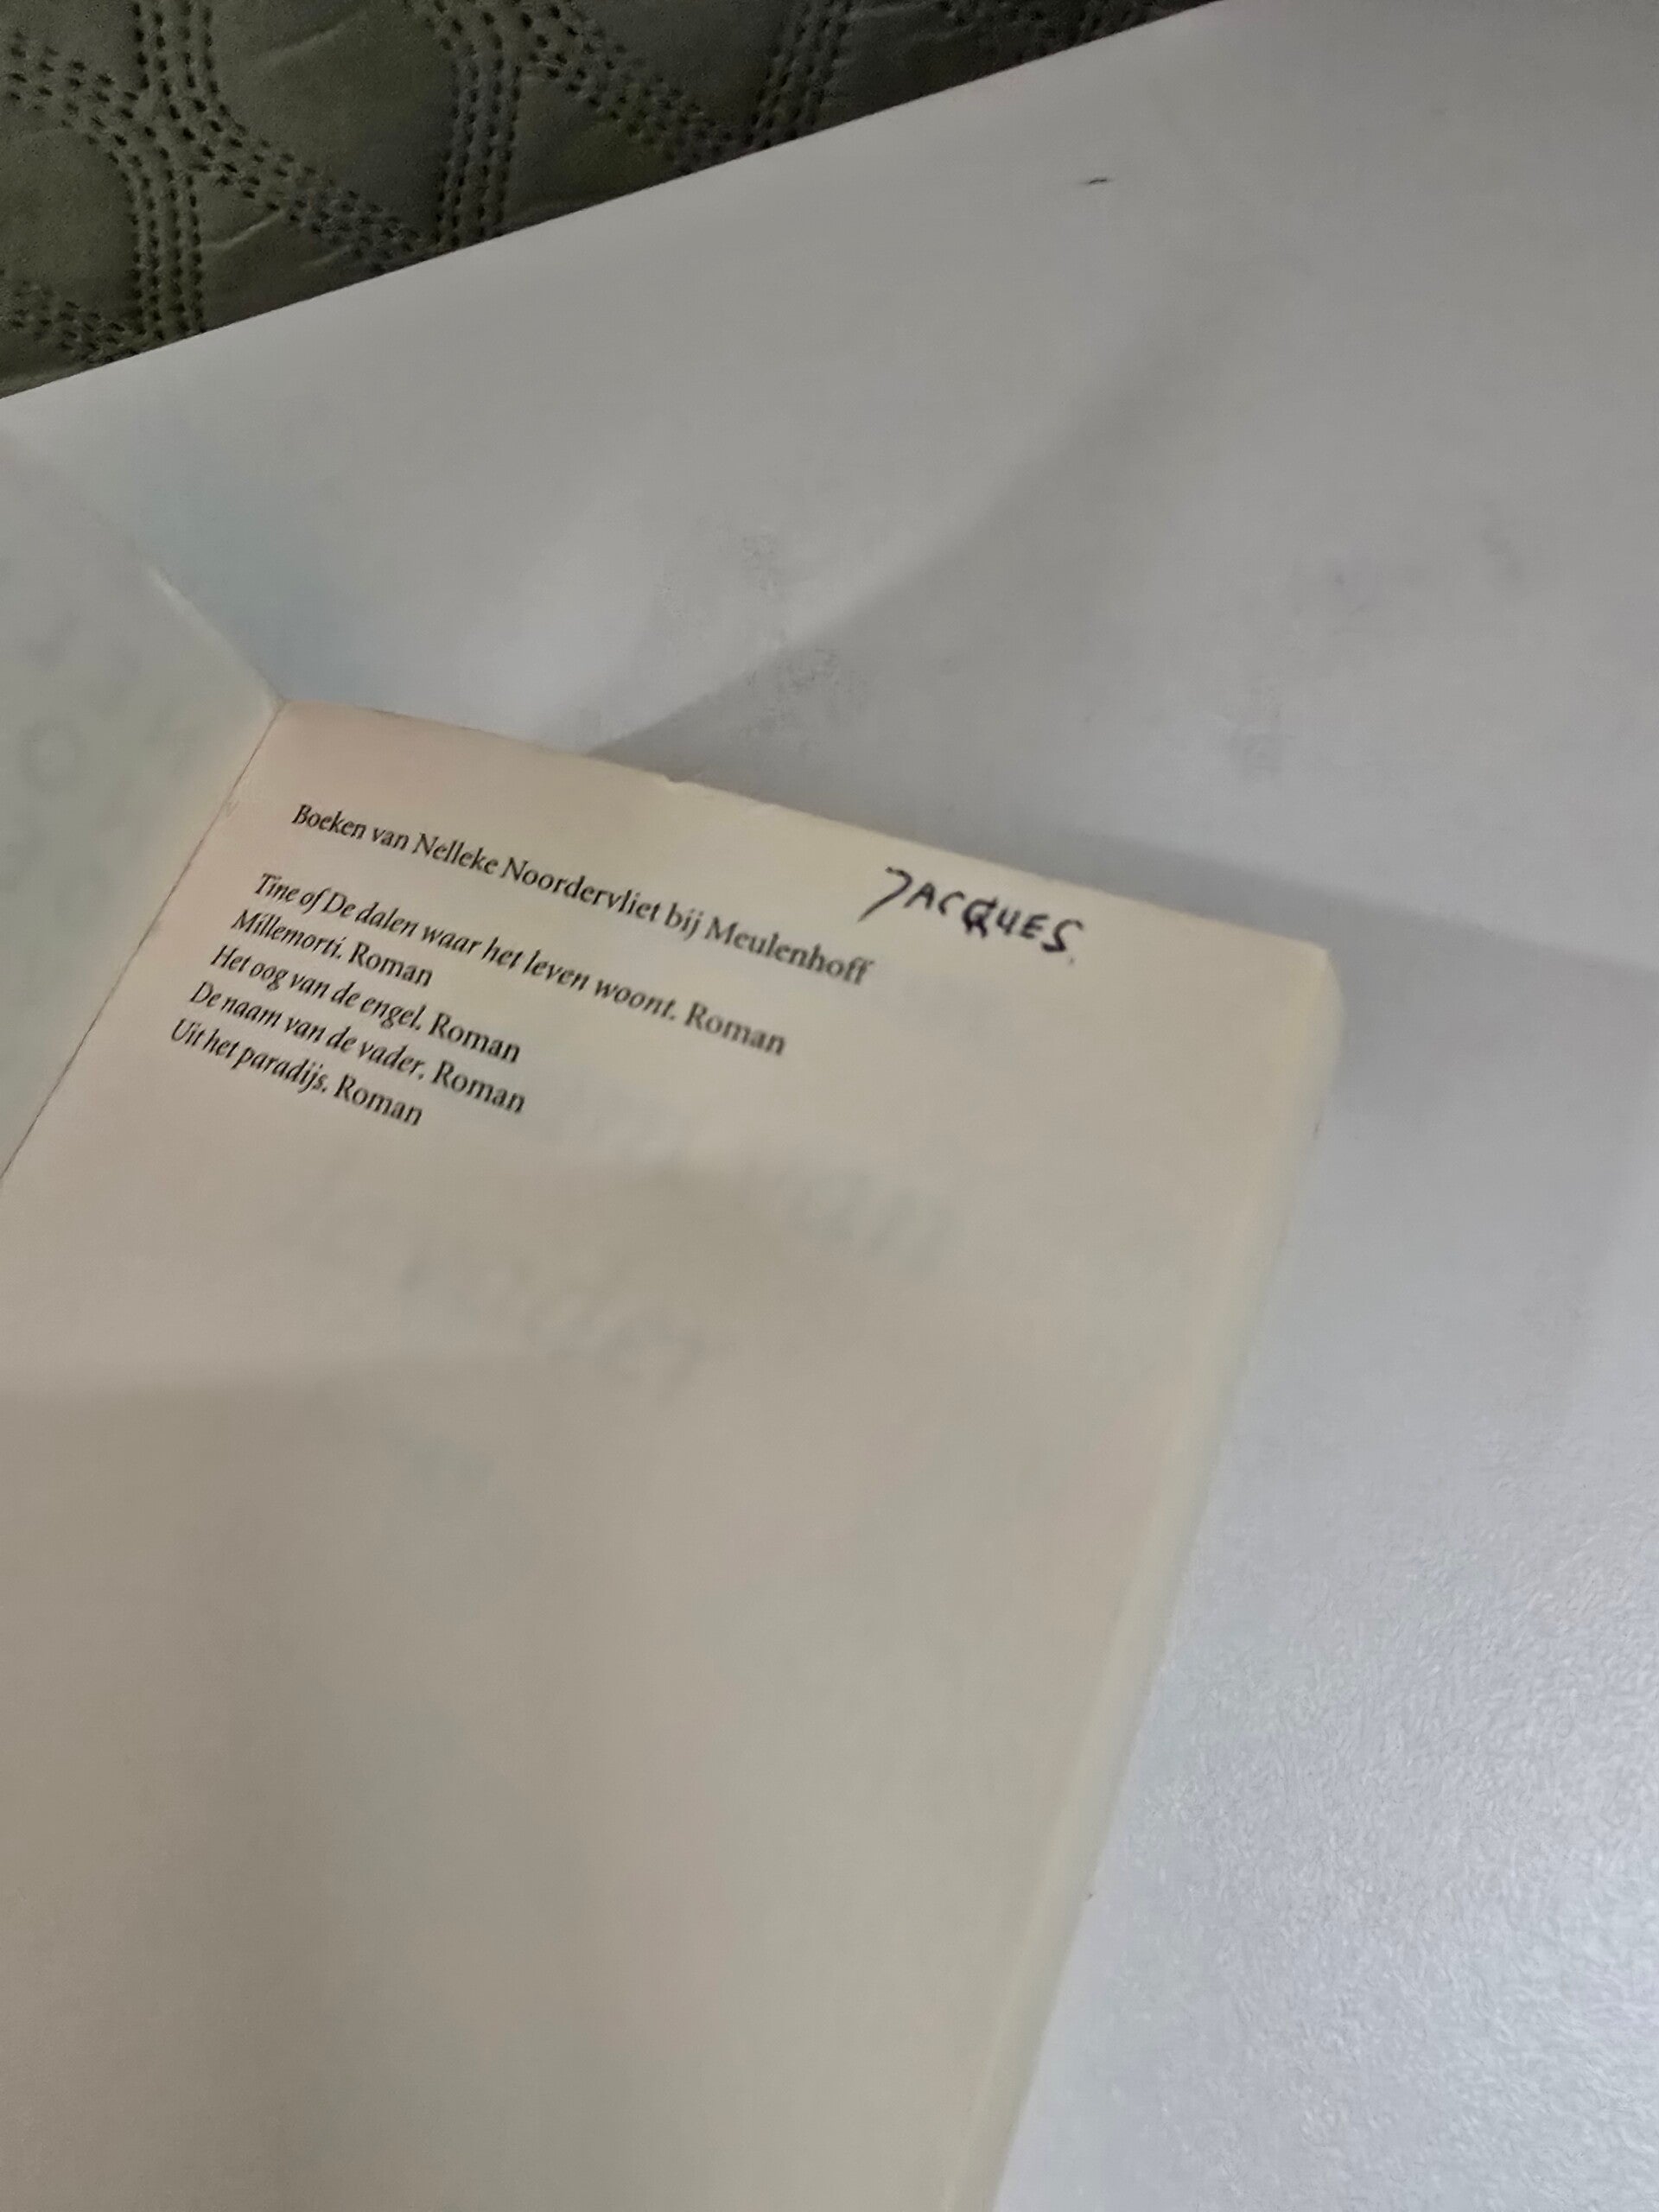 JACQUES.
Boeken van Nelleke Noordervliet bij Meulenhoff
Tine of De dalen waar het leven woont. Roman
Millemorti. Roman
Het oog van de engel. Roman
De naam van de vader. Roman
Uit het paradijs. Roman